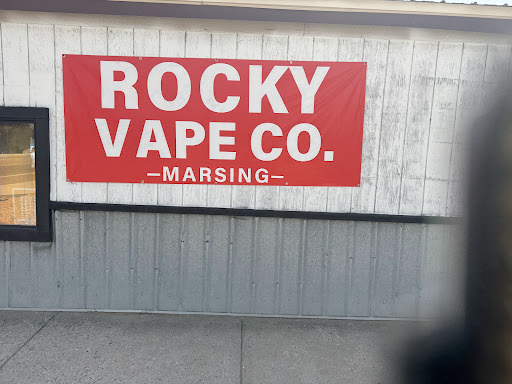 ROCKY
VAPE CO.
–MARSING–